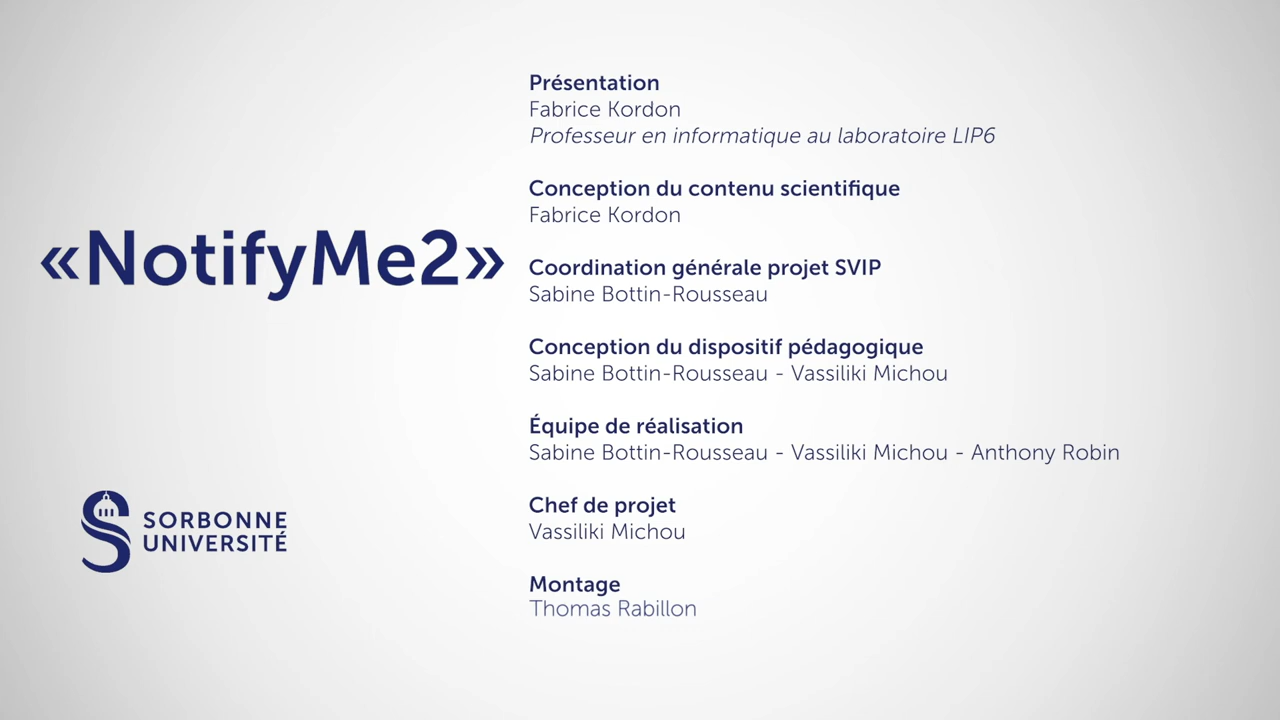 «NotifyMe2»
Présentation
Fabrice Kordon
Professeur en informatique au laboratoire LIP6
Conception du contenu scientifique
Fabrice Kordon
Coordination générale projet SVIP
Sabine Bottin-Rousseau
Conception du dispositif pédagogique
Sabine Bottin-Rousseau - Vassiliki Michou
Équipe de réalisation
Sabine Bottin-Rousseau - Vassiliki Michou - Anthony Robin
Chef de projet
Vassiliki Michou
Montage
Thomas Rabillon
SORBONNE
UNIVERSITÉ